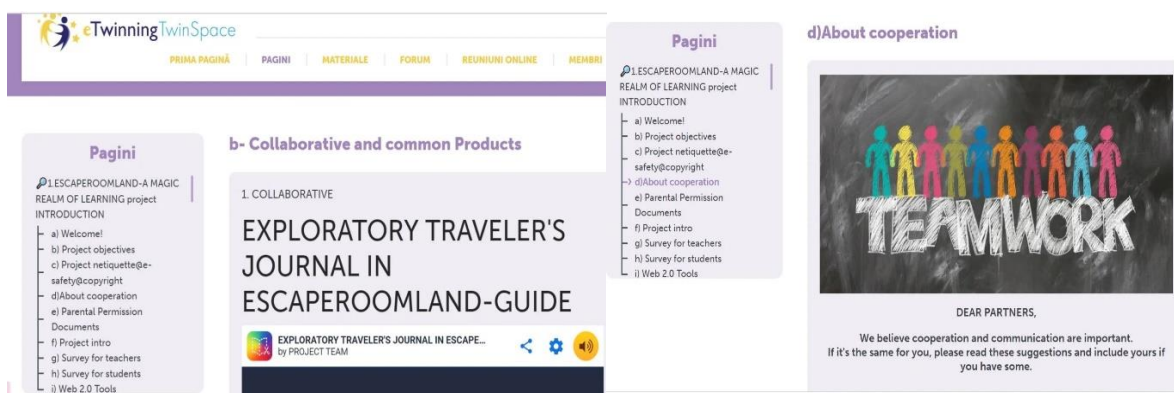 eTwinning TwinSpace
PRIMA PAGINĂ | PAGINI | MATERIALE | FORUM | REUNIUNI ONLINE | MEMBRI
Pagini
1.ESCAPEROOMLAND-A MAGIC
REALM OF LEARNING project
INTRODUCTION
a) Welcome!
b) Project objectives
c) Project netiquette@e-
safety@copyright
d)About cooperation
e) Parental Permission
Documents
f) Project intro
g) Survey for teachers
h) Survey for students
i) Web 2.0 Tools
b- Collaborative and common Products
1. COLLABORATIVE
EXPLORATORY TRAVELER'S
JOURNAL IN
ESCAPEROOMLAND-GUIDE
EXPLORATORY TRAVELER'S JOURNAL IN ESCAPE...
by PROJECT TEAM
Pagini
1.ESCAPEROOMLAND-A MAGIC
REALM OF LEARNING project
INTRODUCTION
a) Welcome!
b) Project objectives
c) Project netiquette@e-
safety@copyright
d)About cooperation
e) Parental Permission
Documents
f) Project intro
g) Survey for teachers
h) Survey for students
i) Web 2.0 Tools
d)About cooperation
TEAMWORK
DEAR PARTNERS,
We believe cooperation and communication are important.
If it's the same for you, please read these suggestions and include yours if
you have some.